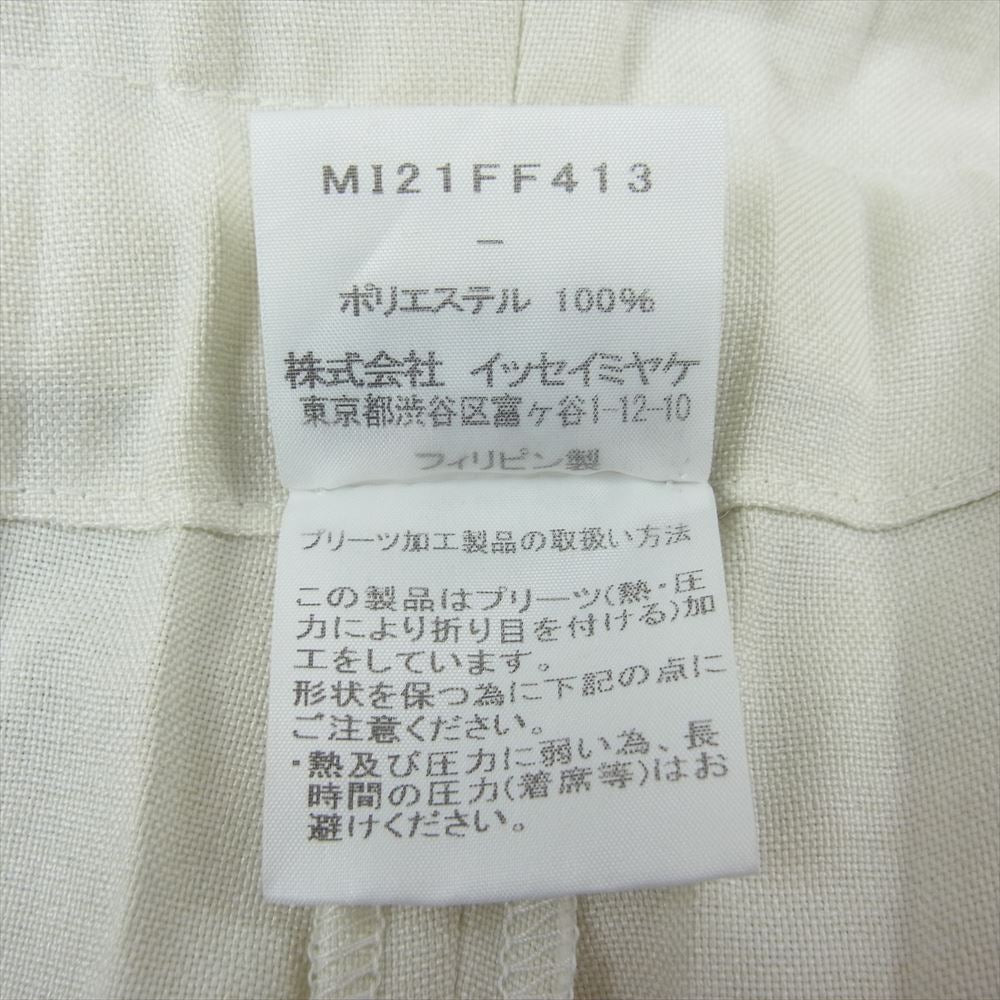 MI21FF413
－
ポリエステル 100%
株式会社 イッセイミヤケ
東京都渋谷区富ヶ谷1-12-10
フィリピン製
プリーツ加工製品の取扱い方法
この製品はプリーツ(熱・圧
力により折り目を付ける)加
工をしています。
形状を保つ為に下記の点に
ご注意ください。
・熱及び圧力に弱い為、長
時間の圧力(着席等)はお
避けください。